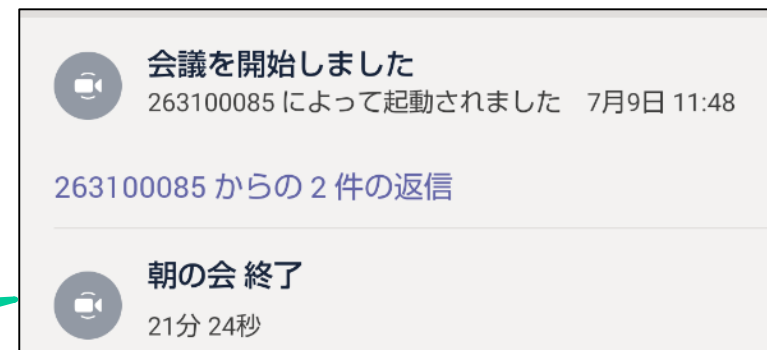 会議を開始しました
263100085 によって起動されました　7月9日 11:48
263100085 からの 2 件の返信
朝の会 終了
21分 24秒